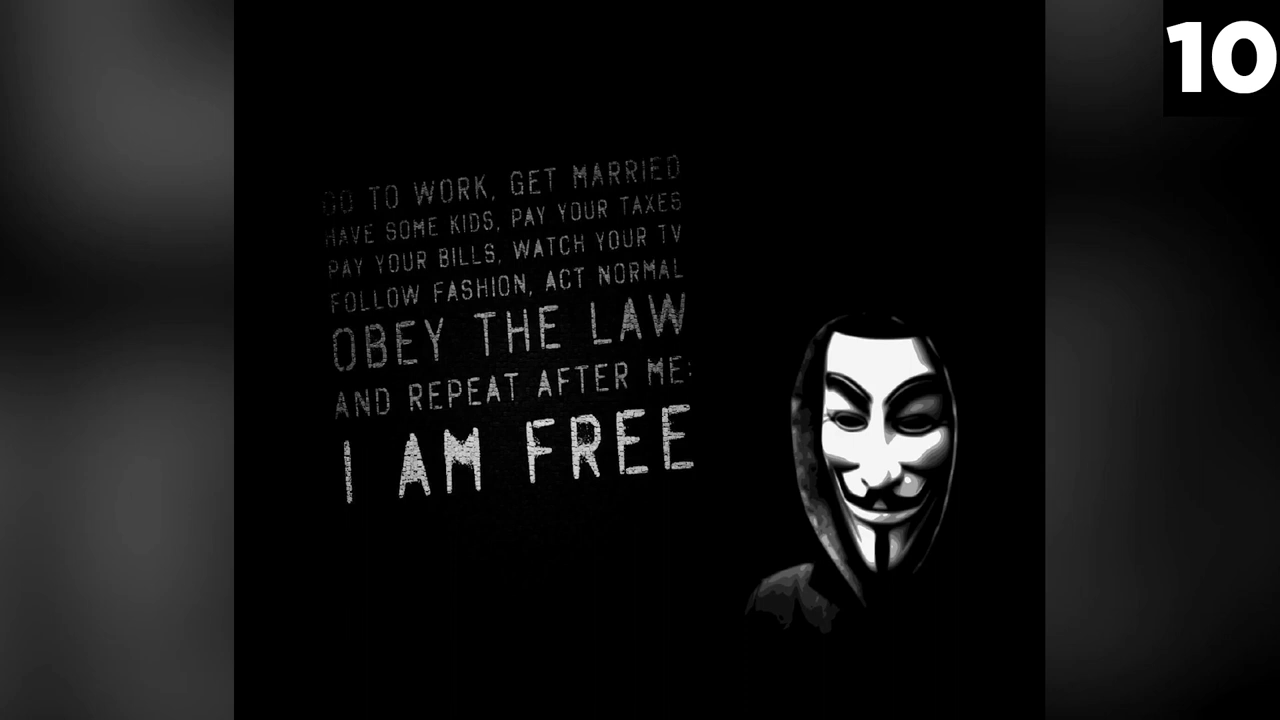 10
GO TO WORK, GET MARRIED
HAVE SOME KIDS, PAY YOUR TAXES
PAY YOUR BILLS, WATCH YOUR TV
FOLLOW FASHION, ACT NORMAL
OBEY THE LAW
AND REPEAT AFTER ME:
I AM FREE